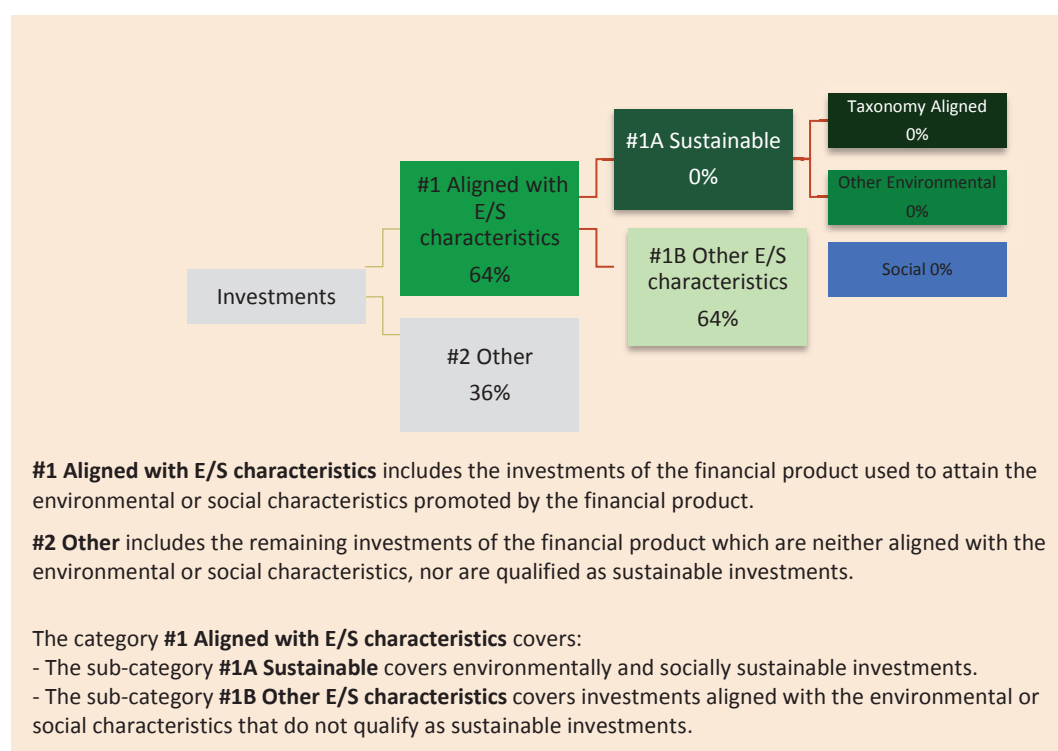 Taxonomy Aligned
0%
#1A Sustainable
0%
#1 Aligned with
E/S
characteristics
64%
Other Environmental
0%
#1B Other E/S
characteristics
64%
Social 0%
Investments
#2 Other
36%
#1 Aligned with E/S characteristics includes the investments of the financial product used to attain the
environmental or social characteristics promoted by the financial product.
#2 Other includes the remaining investments of the financial product which are neither aligned with the
environmental or social characteristics, nor are qualified as sustainable investments.
The category #1 Aligned with E/S characteristics covers:
- The sub-category #1A Sustainable covers environmentally and socially sustainable investments.
- The sub-category #1B Other E/S characteristics covers investments aligned with the environmental or
social characteristics that do not qualify as sustainable investments.